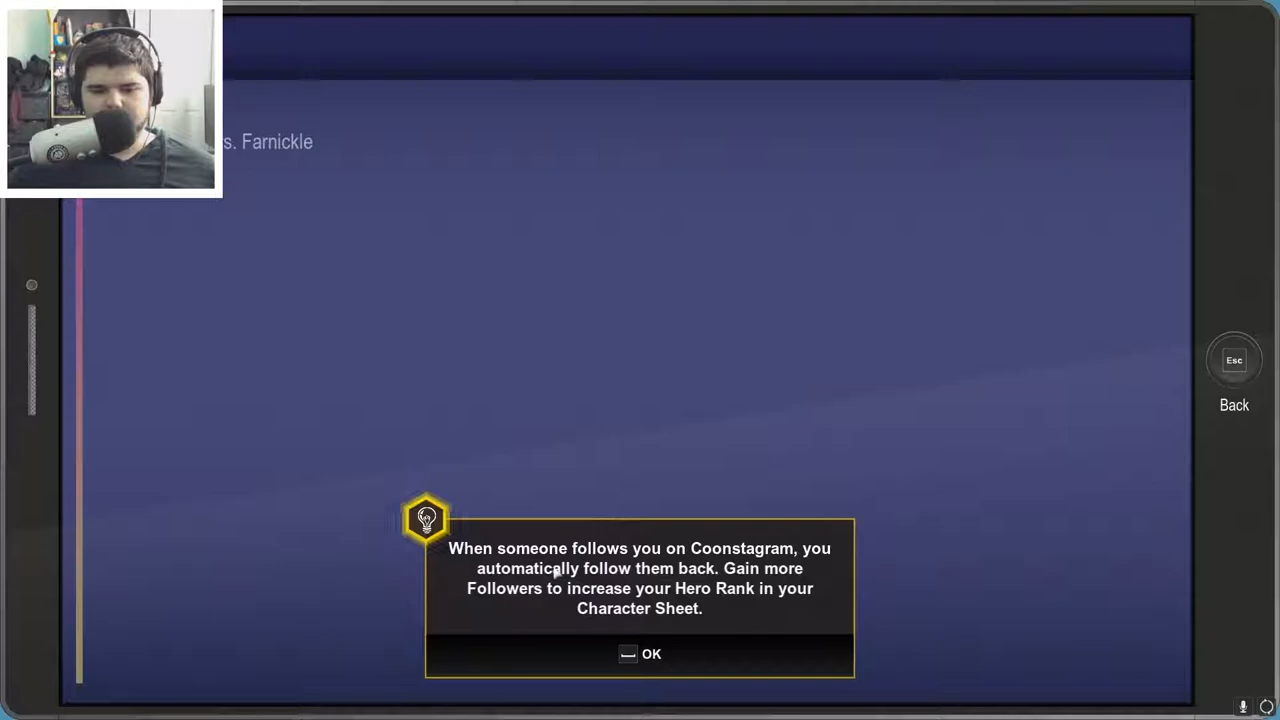 s. Farnickle
Esc
Back
When someone follows you on Coonstagram, you
automatically follow them back. Gain more
Followers to increase your Hero Rank in your
Character Sheet.
OK